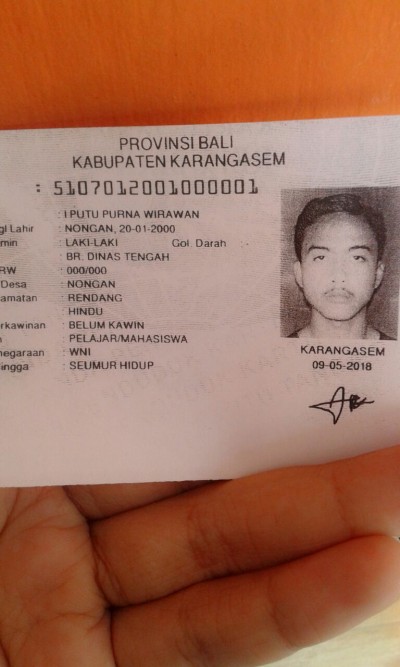 PROVINSI BALI
KABUPATEN KARANGASEM
: 5107012001000001
: I PUTU PURNA WIRAWAN
gl Lahir : NONGAN, 20-01-2000
min : LAKI-LAKI Gol. Darah
: BR. DINAS TENGAH
RW : 000/000
/Desa : NONGAN
camatan : RENDANG
: HINDU
erkawinan : BELUM KAWIN
n : PELAJAR/MAHASISWA
negaraan : WNI
ingga : SEUMUR HIDUP
KARANGASEM
09-05-2018